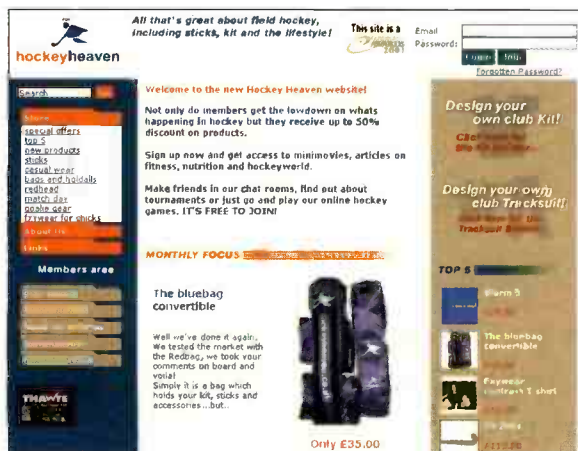 hockeyheaven
All that's great about field hockey,
including sticks, kit and the lifestyle!
This site is a
2001
Email
Password:
Login Join
Forgotten Password?
Search
Store
special offers
top 5
new products
sticks
casual wear
bags and holdalls
redhead
match day
goalie gear
fxywear for chicks
About Us
Links
Members area
THAWTE
Welcome to the new Hockey Heaven website!
Not only do members get the lowdown on whats
happening in hockey but they receive up to 50%
discount on products.
Sign up now and get access to minimovies, articles on
fitness, nutrition and hockeyworld.
Make friends in our chat rooms, find out about
tournaments or just go and play our online hockey
games. IT'S FREE TO JOIN!
MONTHLY FOCUS
The bluebag
convertible
Well we've done it again.
We tested the market with
the Redbag, we took your
comments on board and
voila!
Simply it is a bag which
holds your kit, sticks and
accessories...but..
Only £35.00
Design your
own club Kit!
Design your own
club Tracksuit!
TOP 5
The bluebag
convertible
Fxywear
contrast T shirt